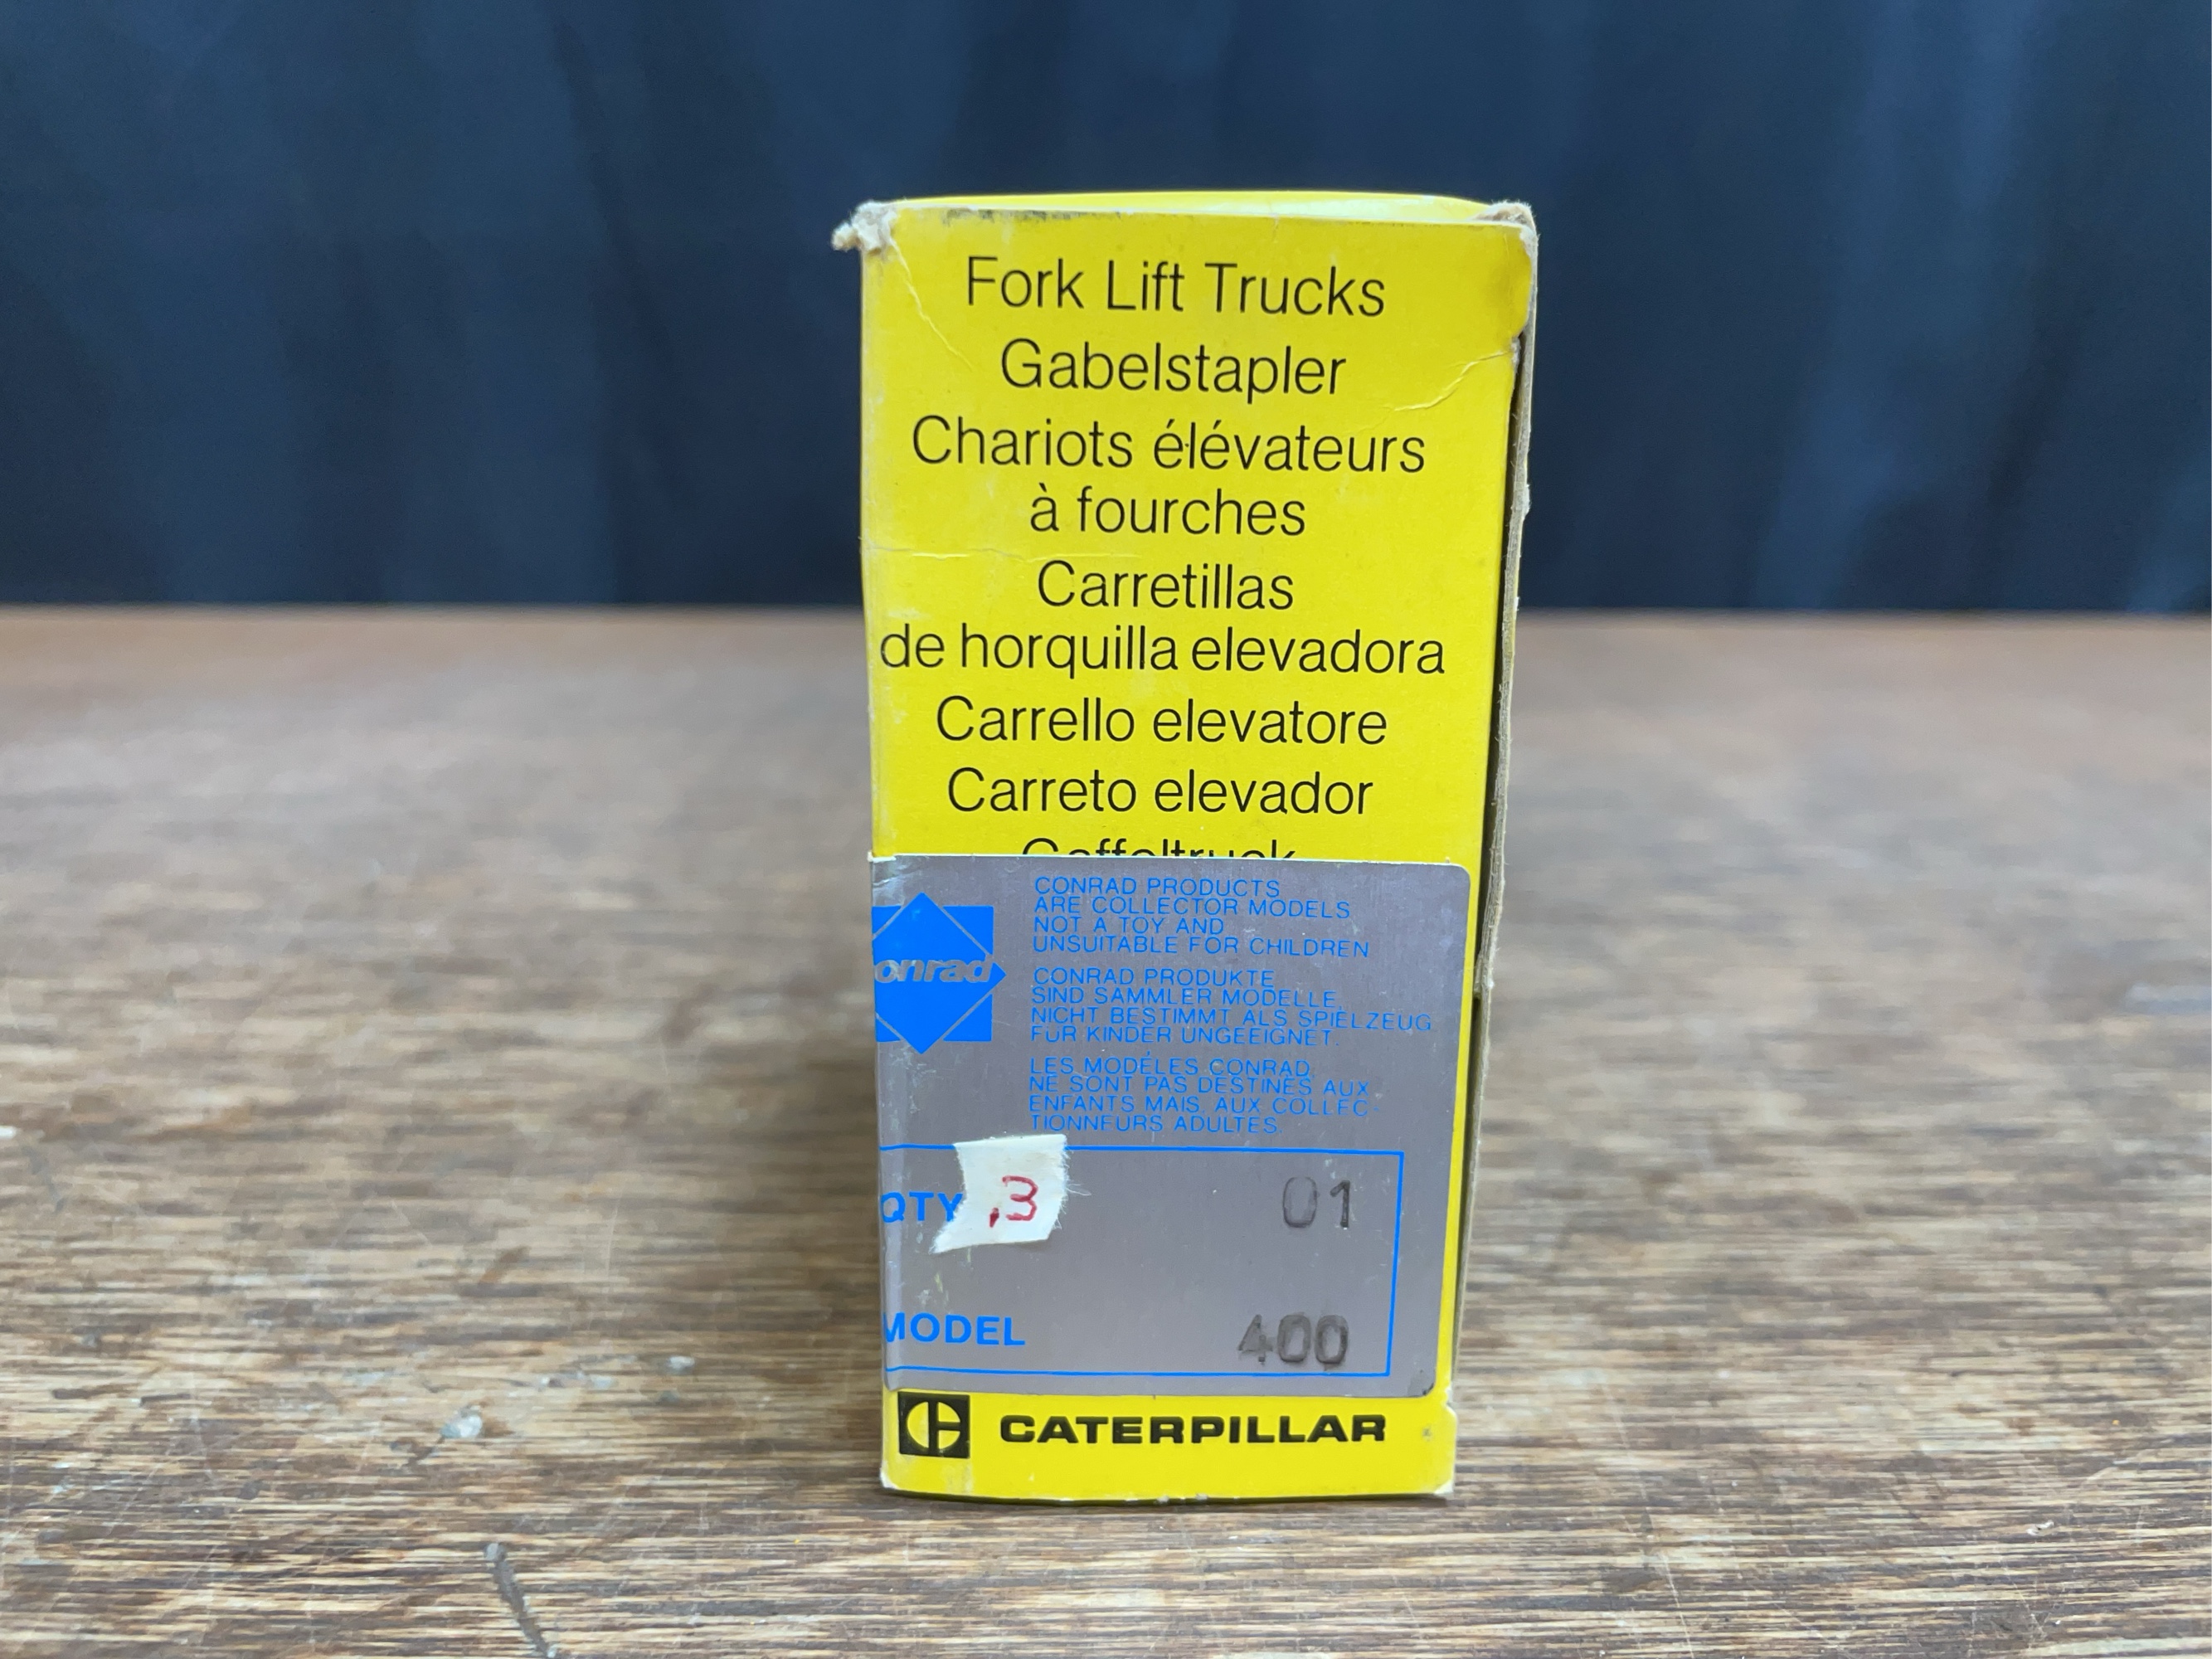 Fork Lift Trucks
Gabelstapler
Chariots élévateurs
à fourches
Carretillas
de horquilla elevadora
Carrello elevatore
Carreto elevador
Gaffeltruck
CONRAD PRODUCTS
ARE COLLECTOR MODELS
NOT A TOY AND
UNSUITABLE FOR CHILDREN
onrad
CONRAD PRODUKTE
SIND SAMMLER MODELLE,
NICHT BESTIMMT ALS SPIELZEUG
FÜR KINDER UNGEEIGNET.
LES MODÉLES CONRAD
NE SONT PAS DESTINÉS AUX
ENFANTS MAIS AUX COLLEC-
TIONNEURS ADULTES.
QTY .3 01
MODEL 400
CATERPILLAR